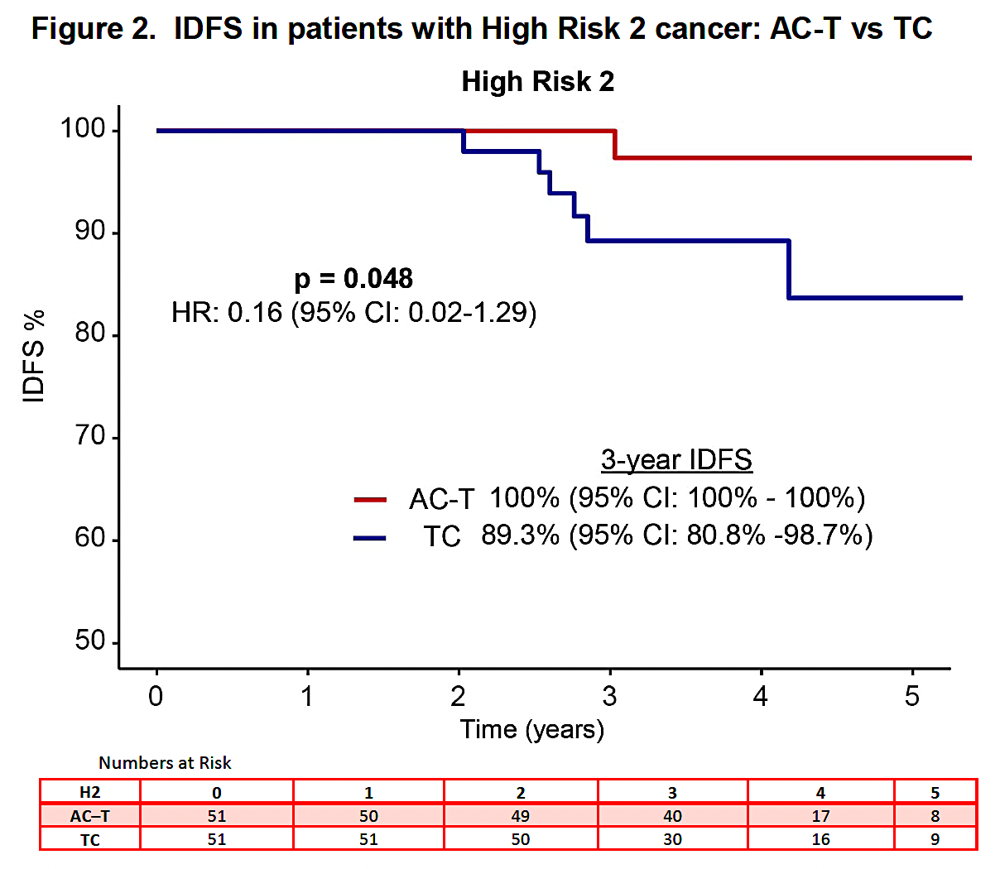 Figure 2.  IDFS in patients with High Risk 2 cancer: AC-T vs TC
High Risk 2
100
90
80
70
60
50
IDFS %
p = 0.048
HR: 0.16 (95% CI: 0.02-1.29)
3-year IDFS
AC-T 100% (95% CI: 100% - 100%)
TC 89.3% (95% CI: 80.8% -98.7%)
0 1 2 3 4 5
Time (years)
Numbers at Risk
H2 0 1 2 3 4 5
AC–T 51 50 49 40 17 8
TC 51 51 50 30 16 9